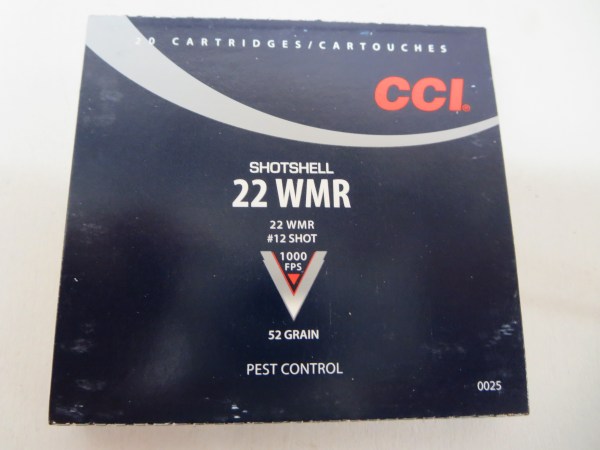 20 CARTRIDGES/CARTOUCHES
CCI®
SHOTSHELL
22 WMR
22 WMR
#12 SHOT
1000
FPS
52 GRAIN
PEST CONTROL
0025